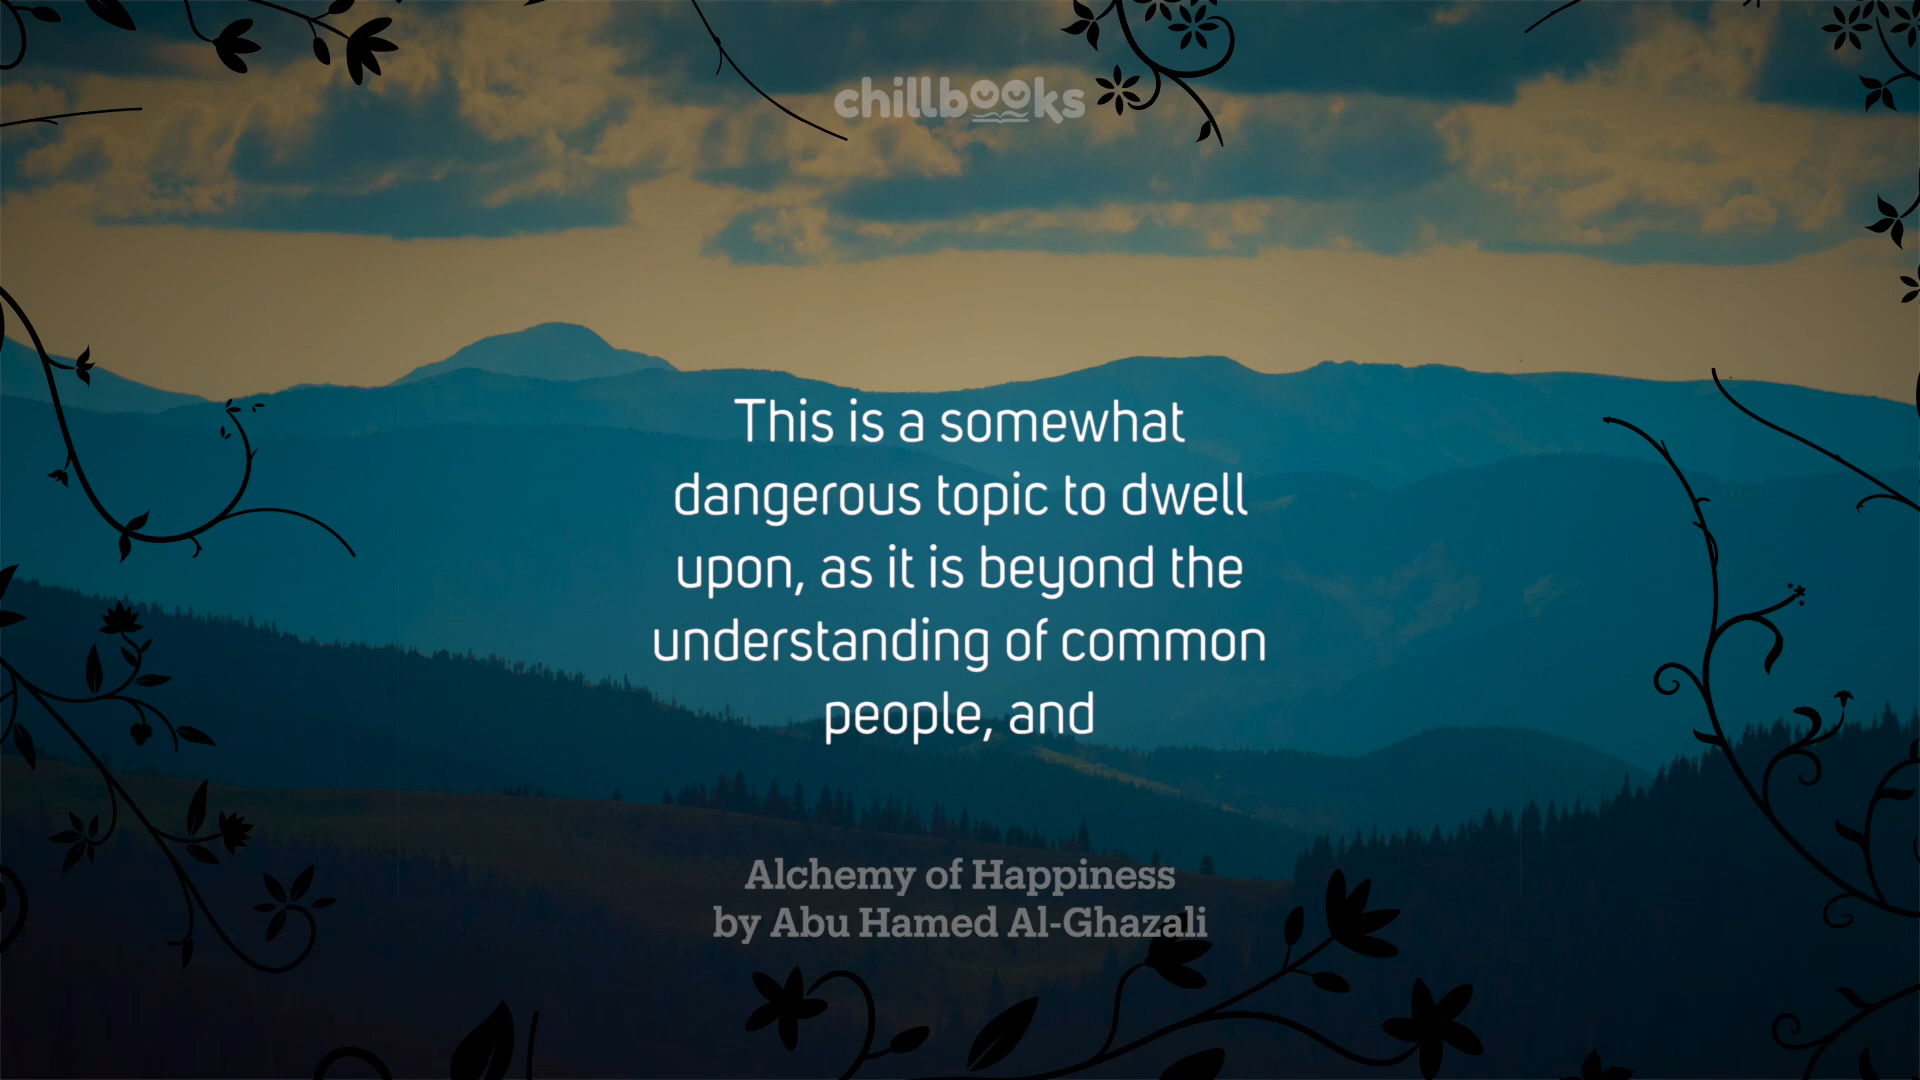 chillbooks
This is a somewhat
dangerous topic to dwell
upon, as it is beyond the
understanding of common
people, and
Alchemy of Happiness
by Abu Hamed Al-Ghazali